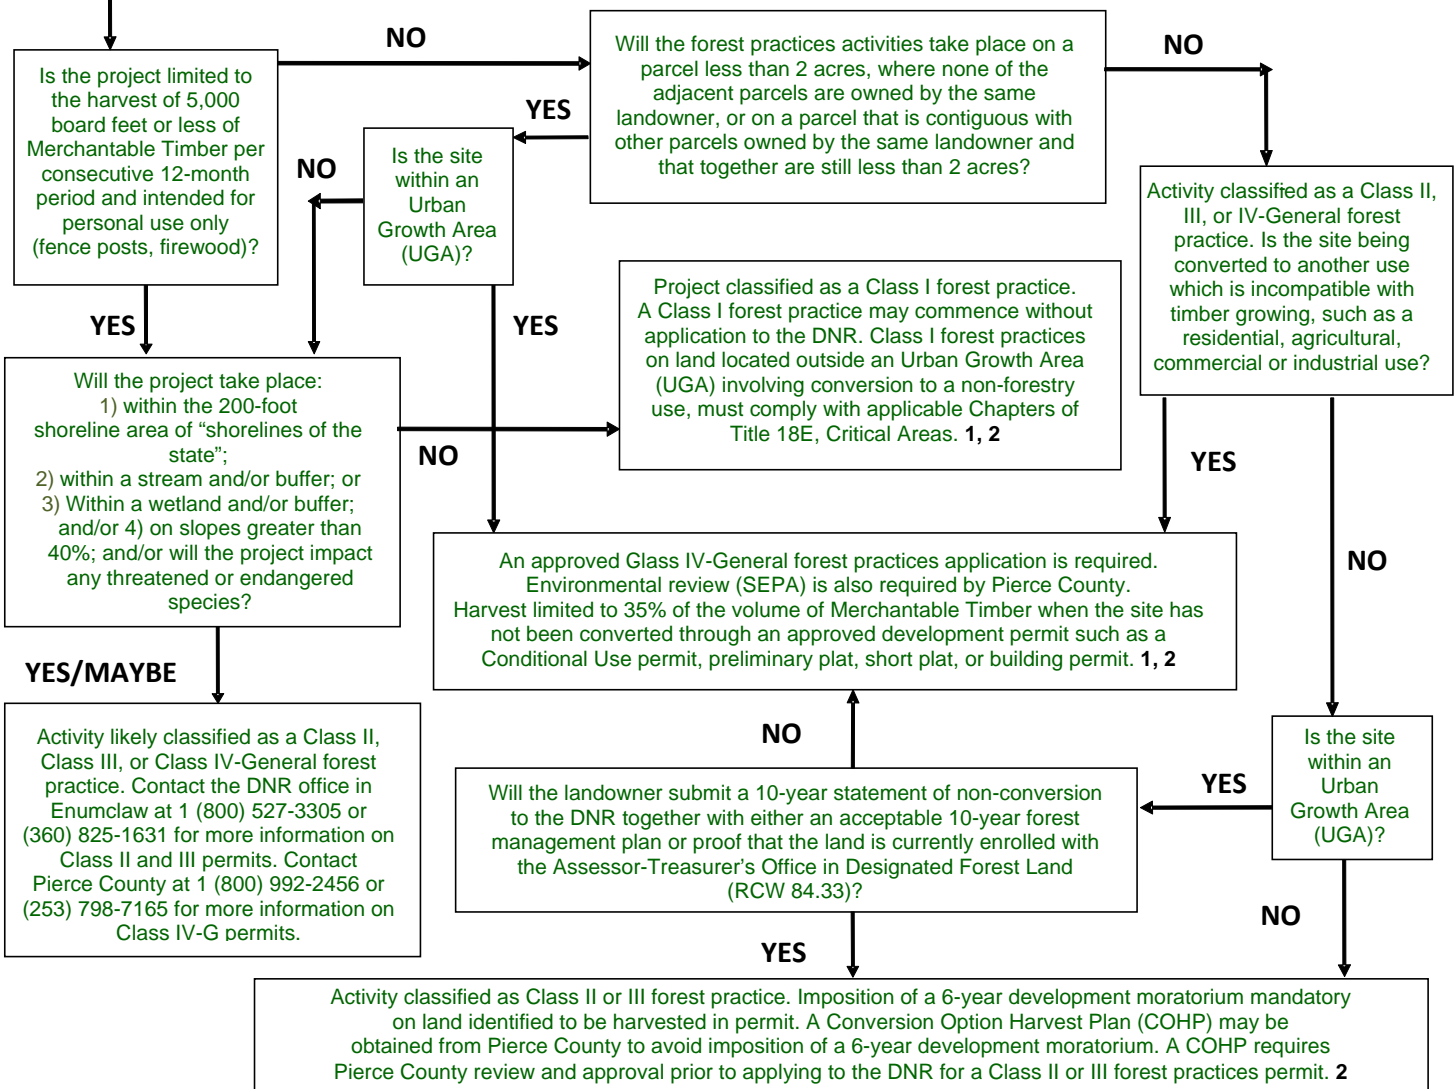 NO
Is the project limited to
the harvest of 5,000
board feet or less of
Merchantable Timber per
consecutive 12-month
period and intended for
personal use only
(fence posts, firewood)?
Will the forest practices activities take place on a
parcel less than 2 acres, where none of the
adjacent parcels are owned by the same
landowner, or on a parcel that is contiguous with
other parcels owned by the same landowner and
that together are still less than 2 acres?
NO
YES
NO
Is the site
within an
Urban
Growth Area
(UGA)?
Activity classified as a Class II,
III, or IV-General forest
practice. Is the site being
converted to another use
which is incompatible with
timber growing, such as a
residential, agricultural,
commercial or industrial use?
YES
YES
Project classified as a Class I forest practice.
A Class I forest practice may commence without
application to the DNR. Class I forest practices
on land located outside an Urban Growth Area
(UGA) involving conversion to a non-forestry
use, must comply with applicable Chapters of
Title 18E, Critical Areas. 1, 2
Will the project take place:
1) within the 200-foot
shoreline area of “shorelines of the
state”;
2) within a stream and/or buffer; or
3) Within a wetland and/or buffer;
and/or 4) on slopes greater than
40%; and/or will the project impact
any threatened or endangered
species?
NO
YES
NO
An approved Glass IV-General forest practices application is required.
Environmental review (SEPA) is also required by Pierce County.
Harvest limited to 35% of the volume of Merchantable Timber when the site has
not been converted through an approved development permit such as a
Conditional Use permit, preliminary plat, short plat, or building permit. 1, 2
YES/MAYBE
Activity likely classified as a Class II,
Class III, or Class IV-General forest
practice. Contact the DNR office in
Enumclaw at 1 (800) 527-3305 or
(360) 825-1631 for more information on
Class II and III permits. Contact
Pierce County at 1 (800) 992-2456 or
(253) 798-7165 for more information on
Class IV-G permits.
NO
Will the landowner submit a 10-year statement of non-conversion
to the DNR together with either an acceptable 10-year forest
management plan or proof that the land is currently enrolled with
the Assessor-Treasurer’s Office in Designated Forest Land
(RCW 84.33)?
YES
Is the site
within an
Urban
Growth Area
(UGA)?
YES
NO
Activity classified as Class II or III forest practice. Imposition of a 6-year development moratorium mandatory
on land identified to be harvested in permit. A Conversion Option Harvest Plan (COHP) may be
obtained from Pierce County to avoid imposition of a 6-year development moratorium. A COHP requires
Pierce County review and approval prior to applying to the DNR for a Class II or III forest practices permit. 2